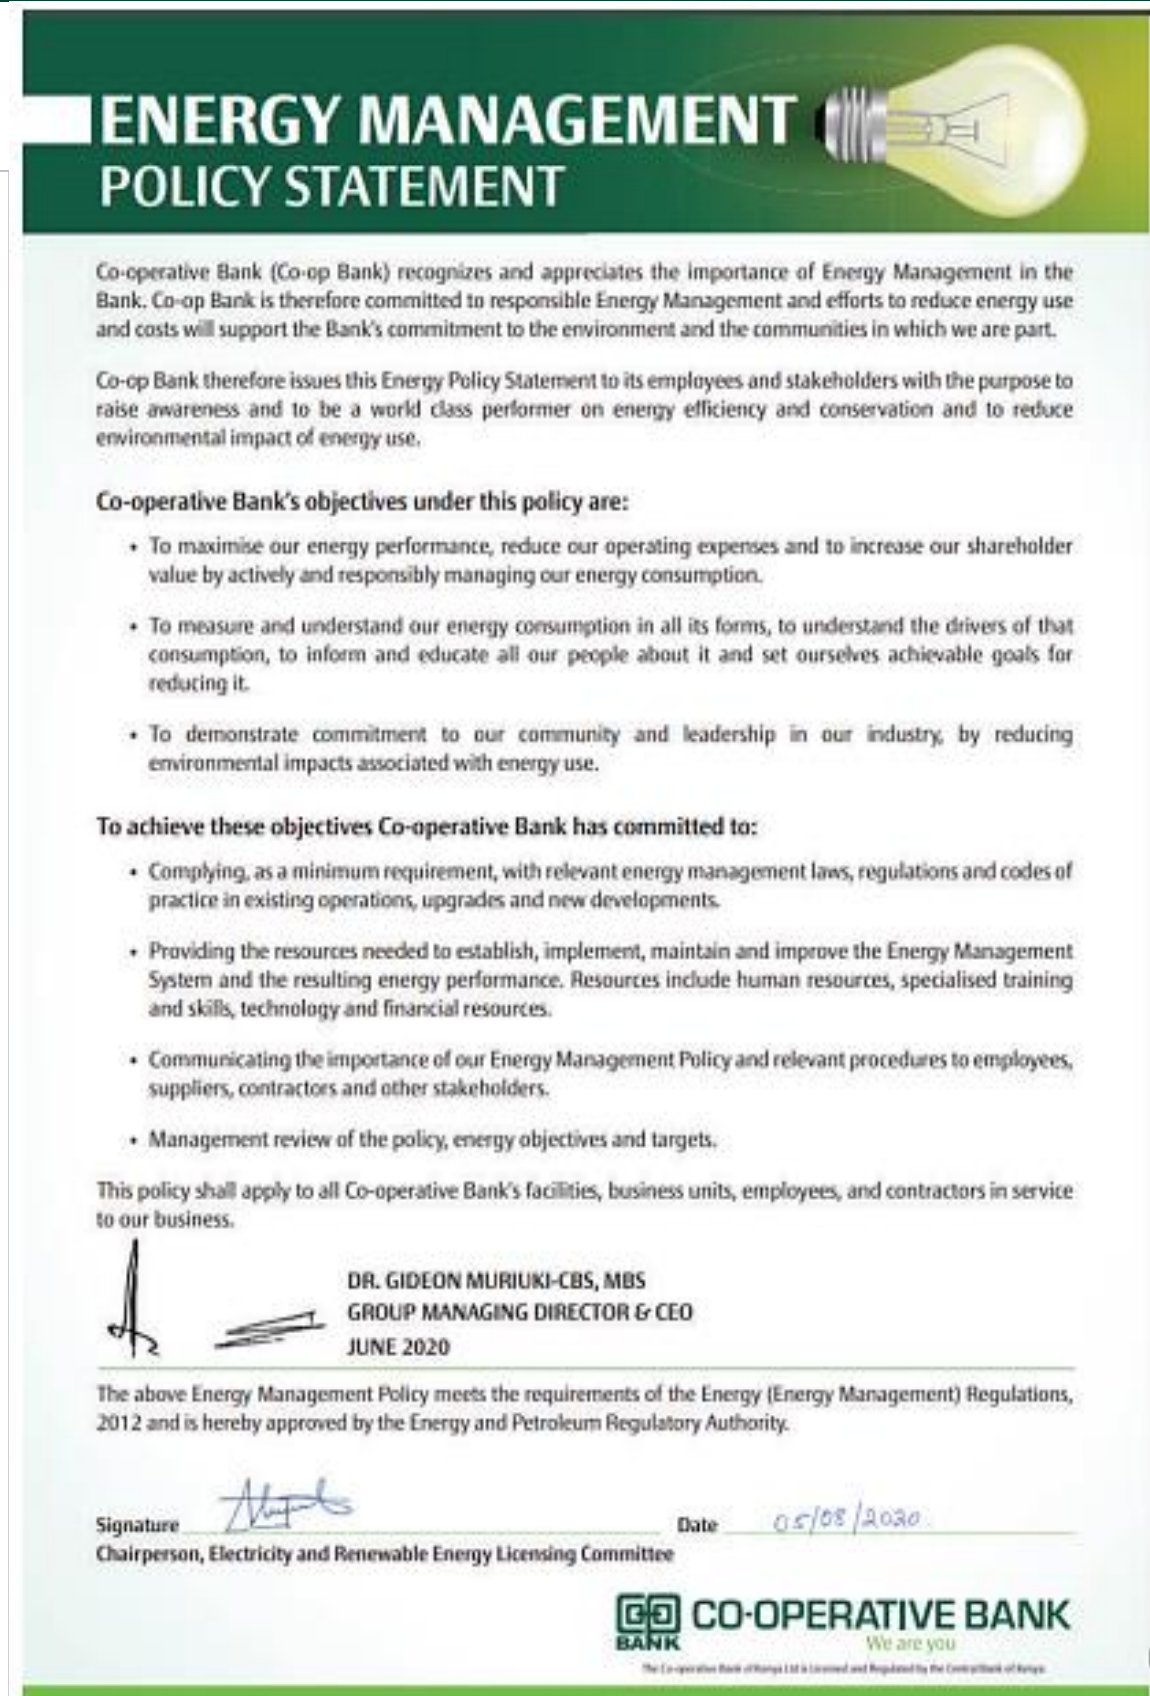 ENERGY MANAGEMENT
POLICY STATEMENT
Co-operative Bank (Co-op Bank) recognizes and appreciates the importance of Energy Management in the
Bank. Co-op Bank is therefore committed to responsible Energy Management and efforts to reduce energy use
and costs will support the Bank's commitment to the environment and the communities in which we are part.
Co-op Bank therefore issues this Energy Policy Statement to its employees and stakeholders with the purpose to
raise awareness and to be a world class performer on energy efficiency and conservation and to reduce
environmental impact of energy use.
Co-operative Bank's objectives under this policy are:
• To maximise our energy performance, reduce our operating expenses and to increase our shareholder
value by actively and responsibly managing our energy consumption.
• To measure and understand our energy consumption in all its forms, to understand the drivers of that
consumption, to inform and educate all our people about it and set ourselves achievable goals for
reducing it.
• To demonstrate commitment to our community and leadership in our industry, by reducing
environmental impacts associated with energy use.
To achieve these objectives Co-operative Bank has committed to:
• Complying, as a minimum requirement, with relevant energy management laws, regulations and codes of
practice in existing operations, upgrades and new developments.
• Providing the resources needed to establish, implement, maintain and improve the Energy Management
System and the resulting energy performance. Resources include human resources, specialised training
and skills, technology and financial resources.
• Communicating the importance of our Energy Management Policy and relevant procedures to employees,
suppliers, contractors and other stakeholders.
• Management review of the policy, energy objectives and targets.
This policy shall apply to all Co-operative Bank's facilities, business units, employees, and contractors in service
to our business.
DR. GIDEON MURIUKI-CBS, MBS
GROUP MANAGING DIRECTOR & CEO
JUNE 2020
The above Energy Management Policy meets the requirements of the Energy (Energy Management) Regulations,
2012 and is hereby approved by the Energy and Petroleum Regulatory Authority.
Signature Date 05/08/2020
Chairperson, Electricity and Renewable Energy Licensing Committee
BANK CO-OPERATIVE BANK
We are you
The Co-operative Bank of Kenya Ltd is Licensed and Regulated by the Central Bank of Kenya